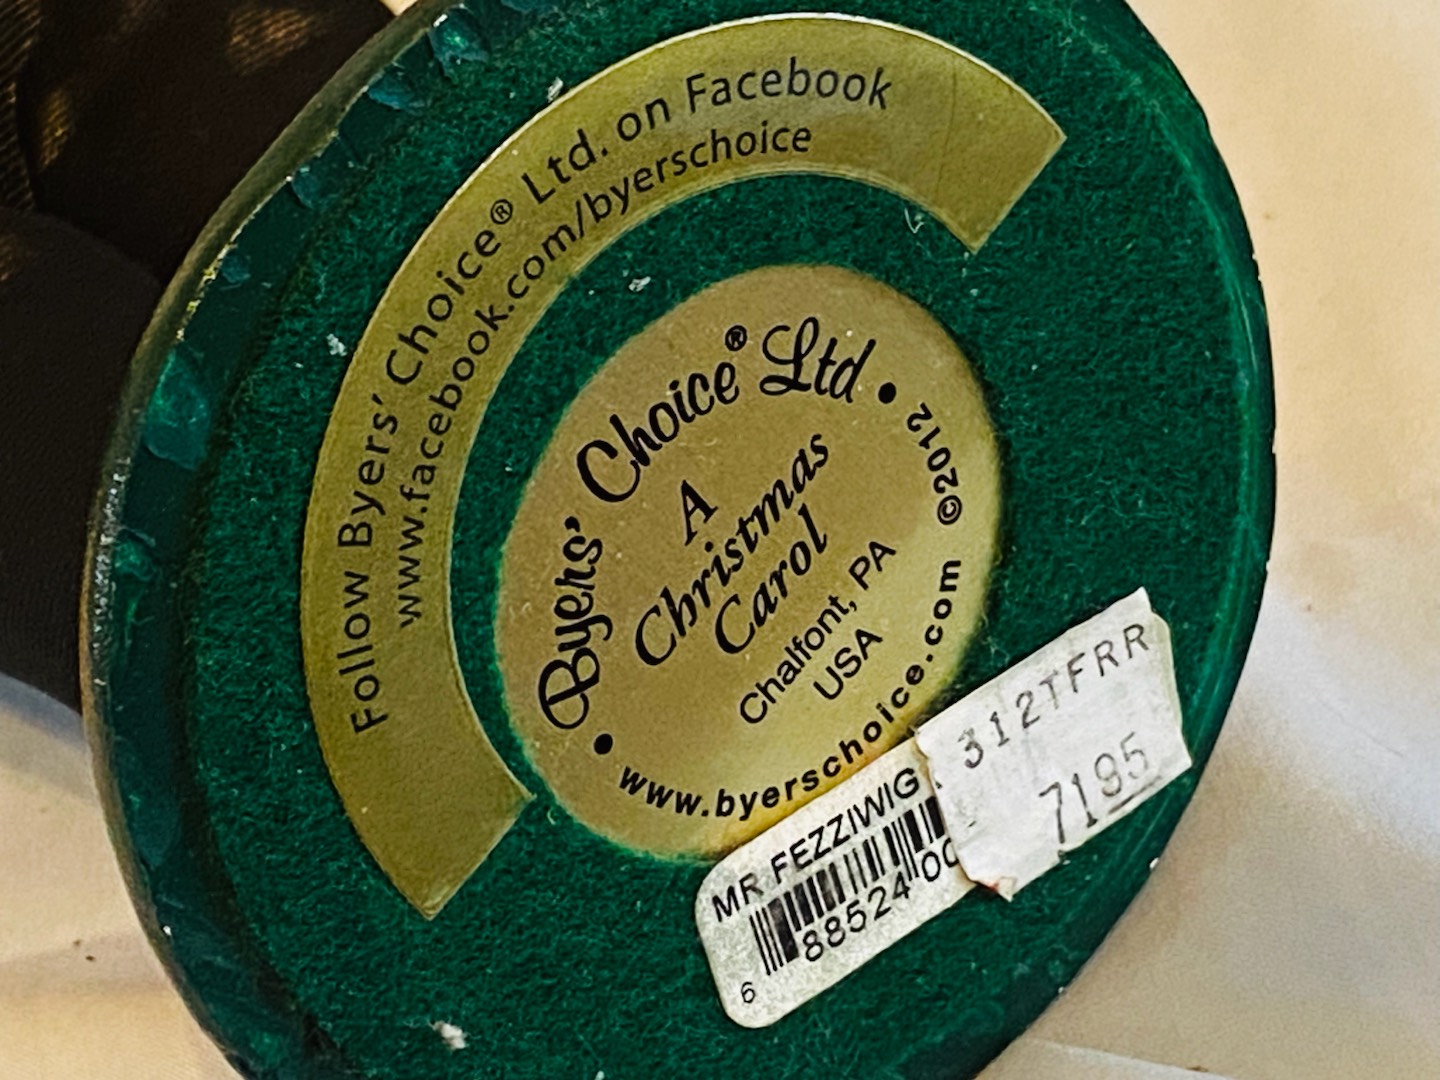 Follow Byers' Choice® Ltd. on Facebook
www.facebook.com/byerschoice
Byers' Choice® Ltd
A
Christmas
Carol
Chalfont, PA
USA
www.byerschoice.com ©2012
MR FEZZIWIG
6 88524 00
312TFRR
7195